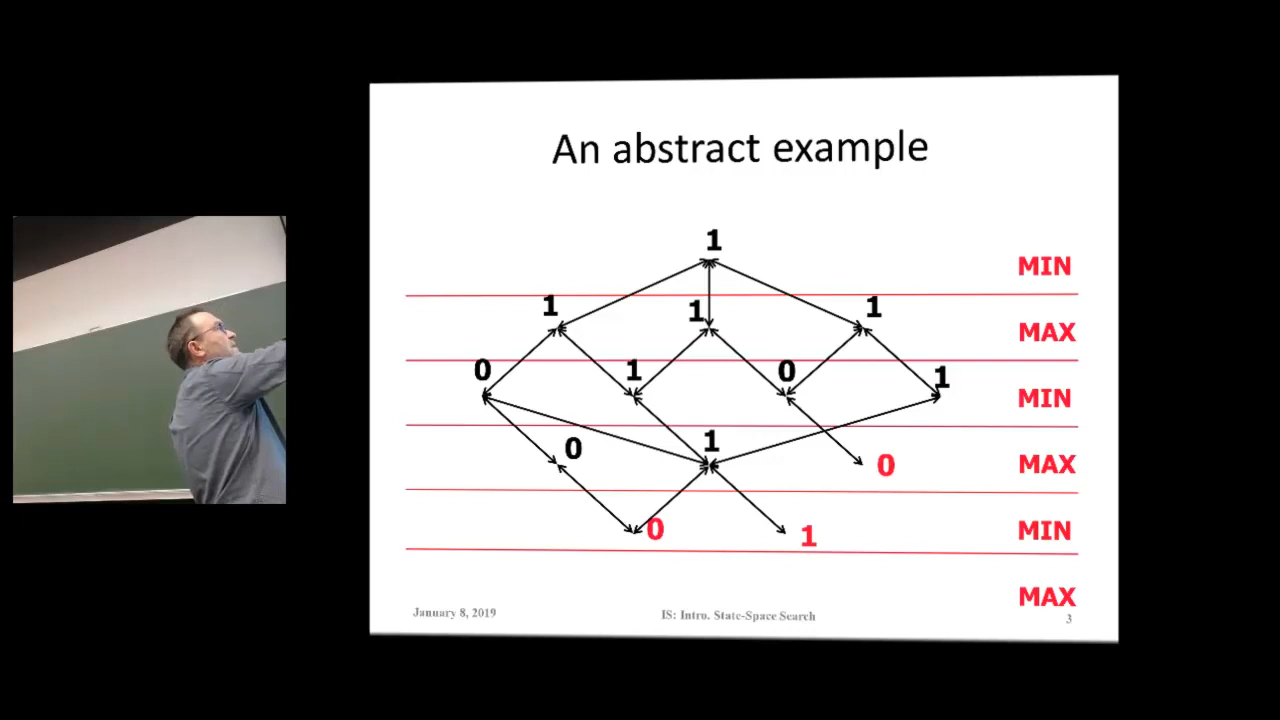 An abstract example
1
MIN
1 1 1
MAX
0 1 0 1
MIN
0 1 0
MAX
0 1
MIN
MAX
January 8, 2019 IS: Intro. State-Space Search 3